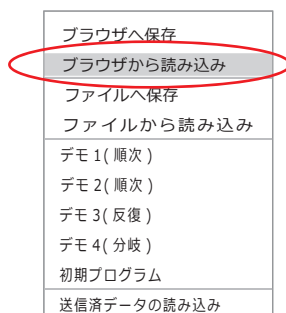 ブラウザへ保存
ブラウザから読み込み
ファイルへ保存
ファイルから読み込み
デモ 1( 順次 )
デモ 2( 順次 )
デモ 3( 反復 )
デモ 4( 分岐 )
初期プログラム
送信済データの読み込み